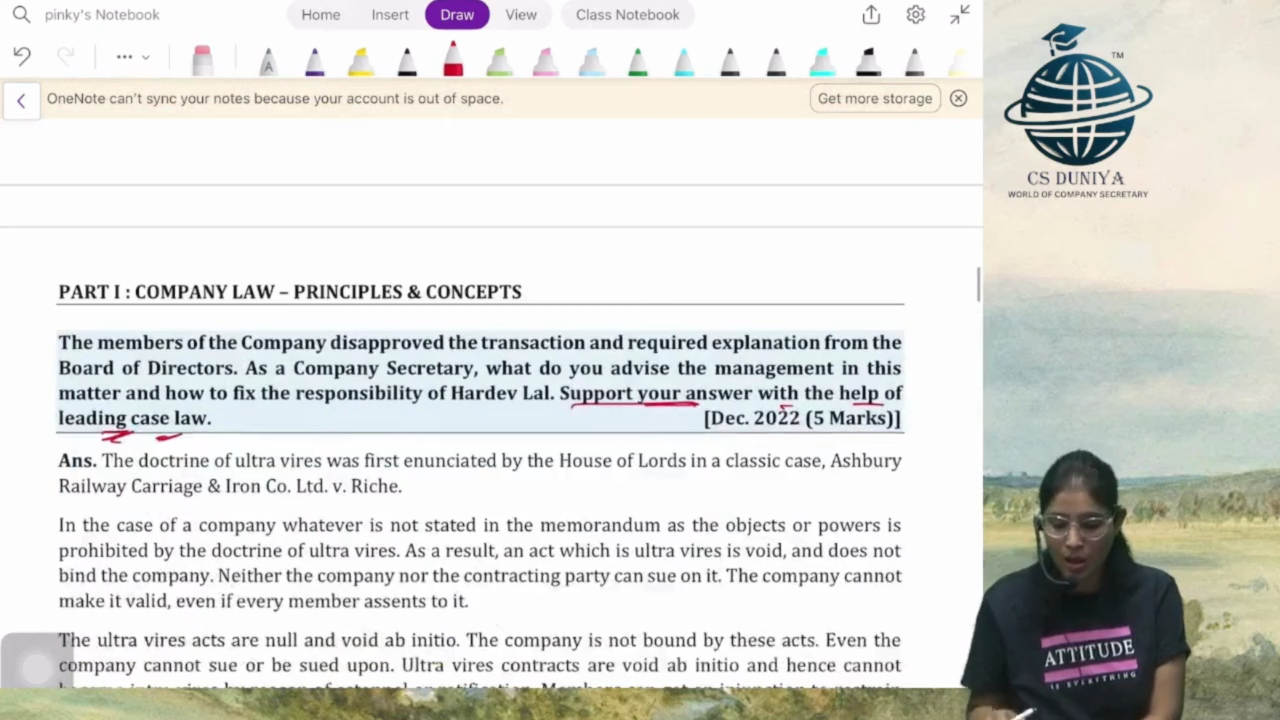 pinky's Notebook
Home Insert Draw View Class Notebook
A
OneNote can't sync your notes because your account is out of space.
Get more storage
TM
CS DUNIYA
WORLD OF COMPANY SECRETARY
PART I : COMPANY LAW – PRINCIPLES & CONCEPTS
The members of the Company disapproved the transaction and required explanation from the
Board of Directors. As a Company Secretary, what do you advise the management in this
matter and how to fix the responsibility of Hardev Lal. Support your answer with the help of
leading case law. [Dec. 2022 (5 Marks)]
Ans. The doctrine of ultra vires was first enunciated by the House of Lords in a classic case, Ashbury
Railway Carriage & Iron Co. Ltd. v. Riche.
In the case of a company whatever is not stated in the memorandum as the objects or powers is
prohibited by the doctrine of ultra vires. As a result, an act which is ultra vires is void, and does not
bind the company. Neither the company nor the contracting party can sue on it. The company cannot
make it valid, even if every member assents to it.
The ultra vires acts are null and void ab initio. The company is not bound by these acts. Even the
company cannot sue or be sued upon. Ultra vires contracts are void ab initio and hence cannot
ATTITUDE
IS EVERYTHING